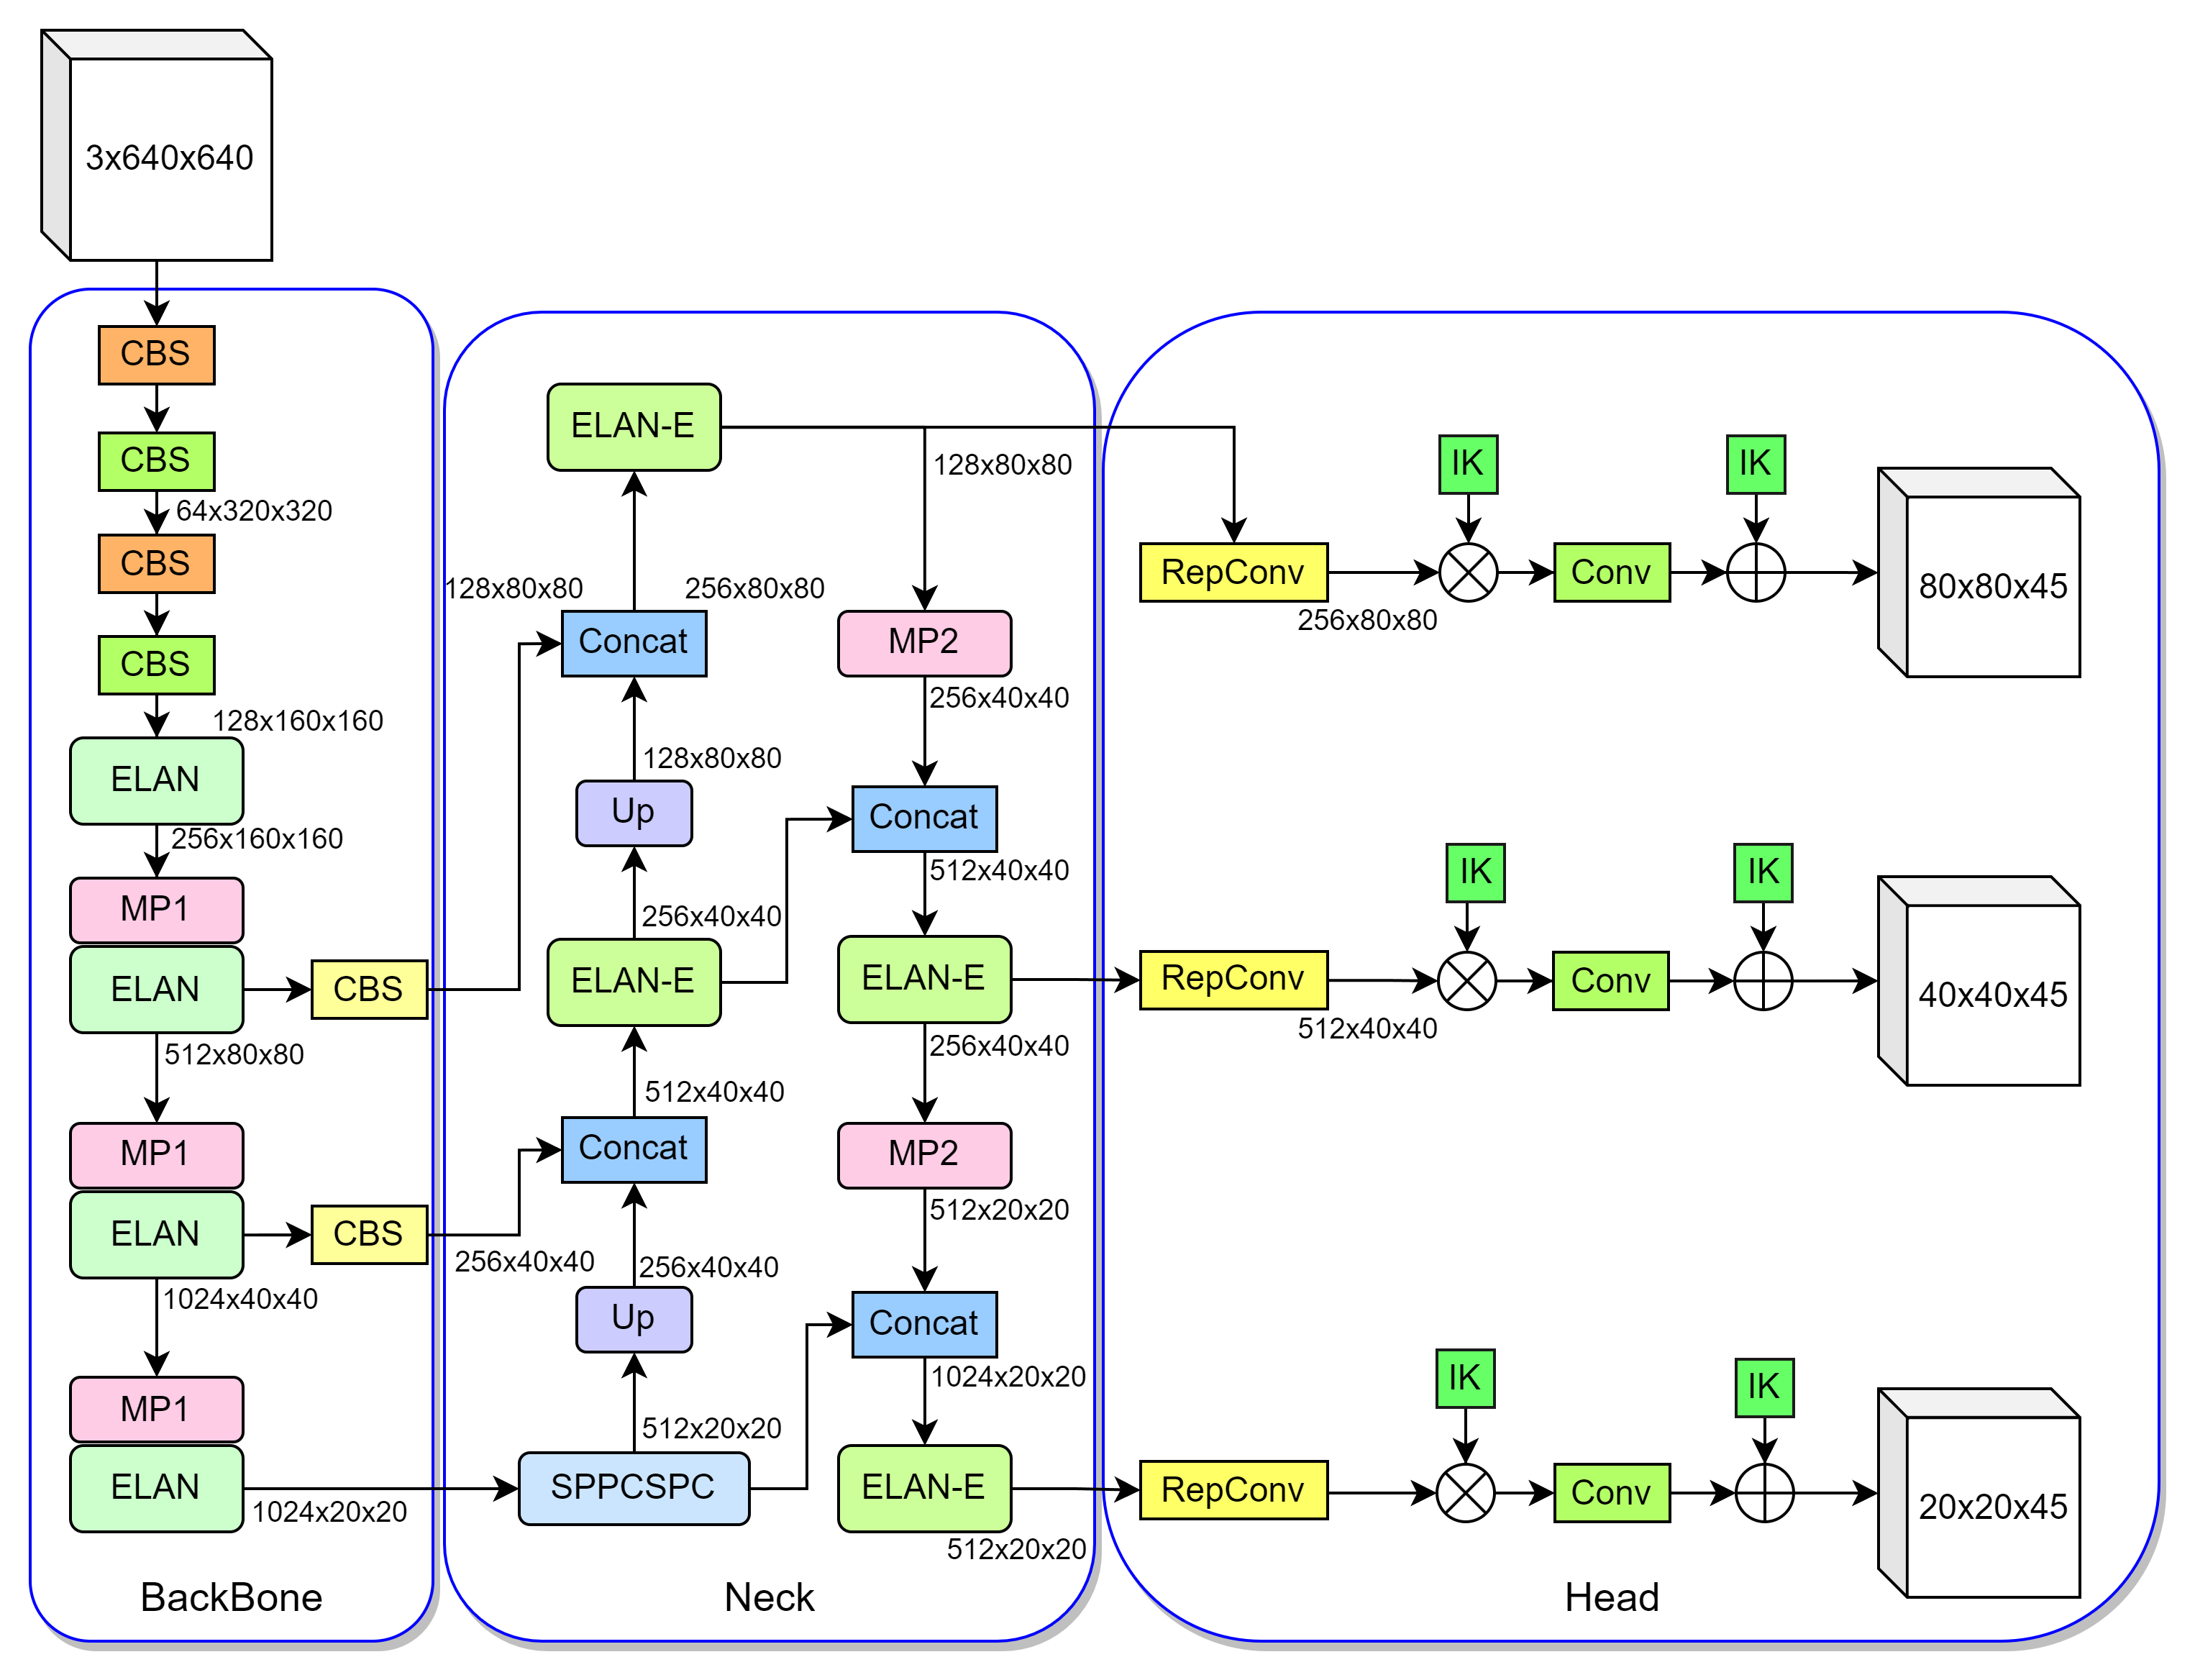 3x640x640
CBS
CBS
64x320x320
CBS
CBS
128x160x160
ELAN
256x160x160
MP1
ELAN
CBS
512x80x80
MP1
ELAN
CBS
1024x40x40
MP1
ELAN
1024x20x20
BackBone
ELAN-E
128x80x80
128x80x80
256x80x80
Concat
MP2
256x40x40
128x80x80
Up
Concat
512x40x40
256x40x40
ELAN-E
ELAN-E
256x40x40
512x40x40
Concat
MP2
512x20x20
256x40x40
256x40x40
Up
Concat
1024x20x20
512x20x20
SPPCSPC
ELAN-E
512x20x20
Neck
IK
IK
RepConv
Conv
256x80x80
80x80x45
IK
IK
RepConv
Conv
512x40x40
40x40x45
IK
IK
RepConv
Conv
20x20x45
Head